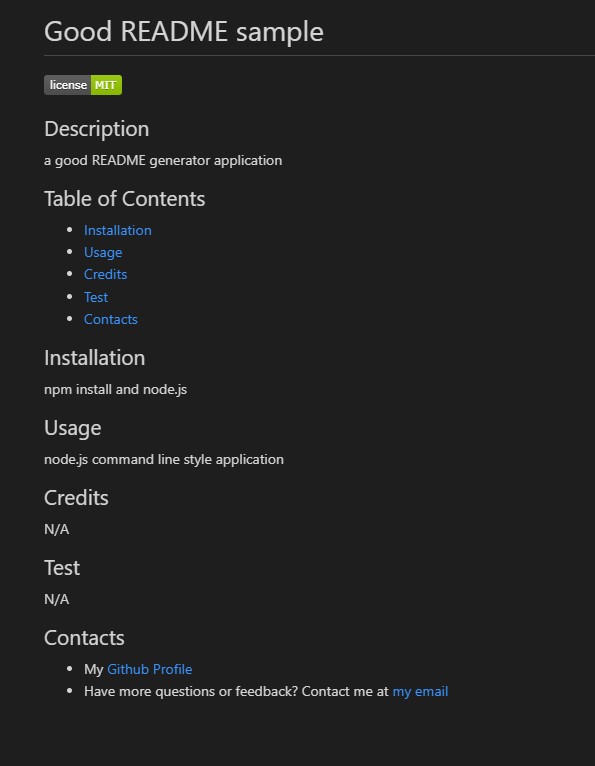 Good README sample
license MIT
Description
a good README generator application
Table of Contents
Installation
Usage
Credits
Test
Contacts
Installation
npm install and node.js
Usage
node.js command line style application
Credits
N/A
Test
N/A
Contacts
My Github Profile
Have more questions or feedback? Contact me at my email